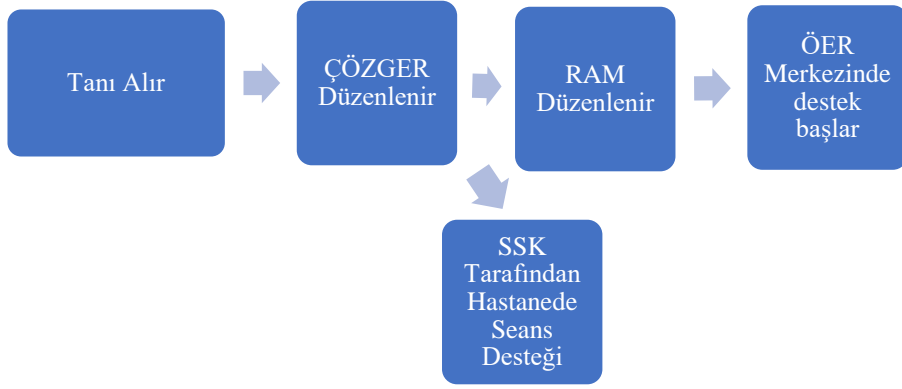 Tanı Alır
ÇÖZGER
Düzenlenir
RAM
Düzenlenir
ÖER
Merkezinde
destek
başlar
SSK
Tarafından
Hastanede
Seans
Desteği